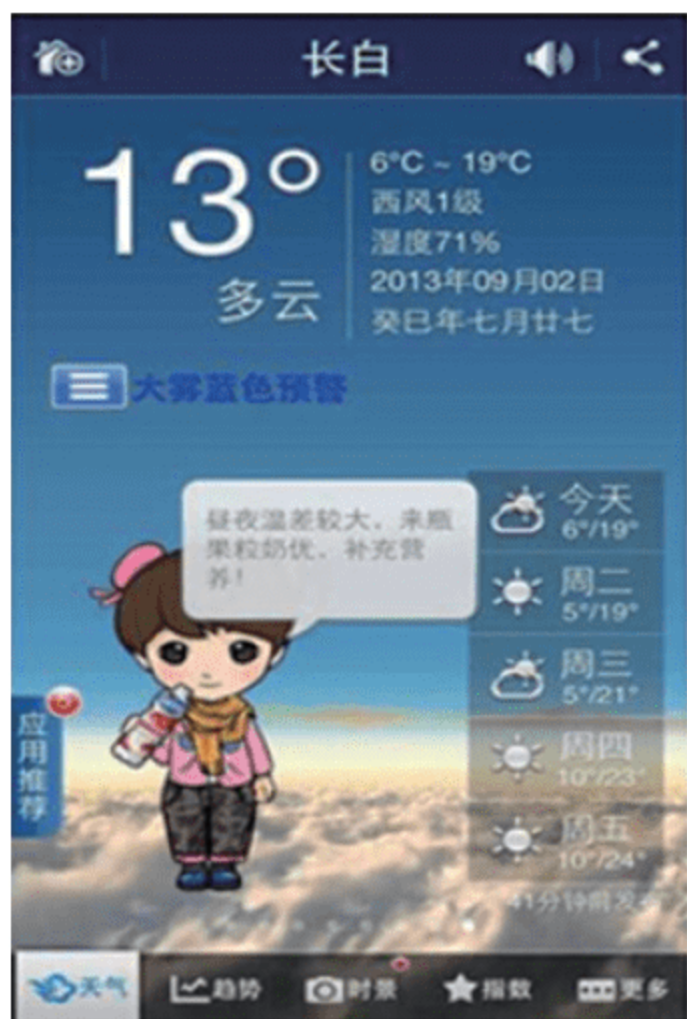 长白
13°
多云
6°C ~ 19°C
西风1级
湿度71%
2013年09月02日
癸巳年七月廿七
大雾蓝色预警
昼夜温差较大，来瓶
果粒奶优，补充营
养！
今天
6°/19°
周二
5°/19°
周三
5°/21°
周四
10°/23°
周五
10°/24°
41分钟前发布
应用推荐
天气
趋势
时景
指数
更多